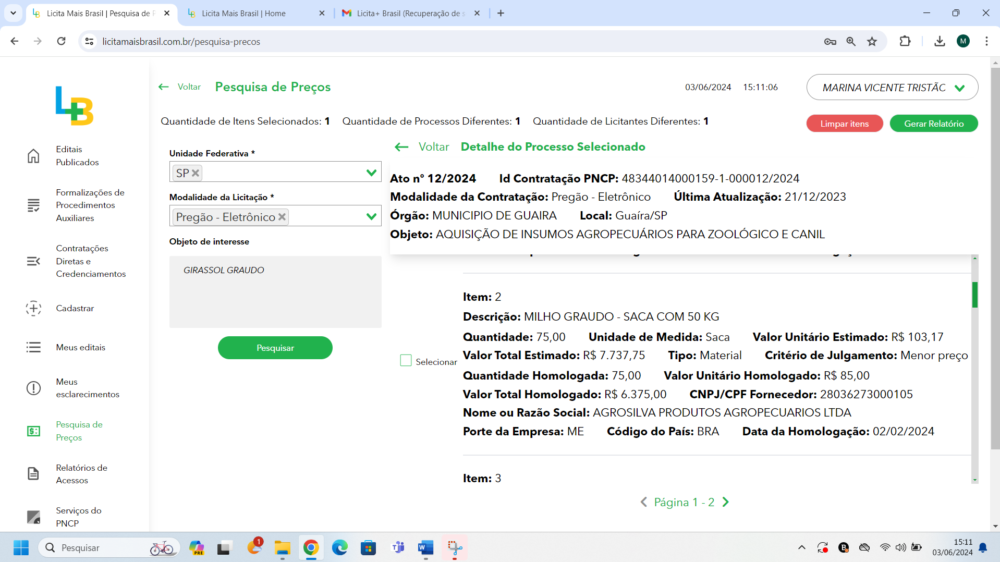 Licita Mais Brasil | Pesquisa de P
Licita Mais Brasil | Home
Licita+ Brasil (Recuperação de s
licitamaisbrasil.com.br/pesquisa-precos
M
L+B
Voltar
Pesquisa de Preços
03/06/2024 15:11:06
MARINA VICENTE TRISTÃO
Quantidade de Itens Selecionados: 1 Quantidade de Processos Diferentes: 1 Quantidade de Licitantes Diferentes: 1
Limpar itens
Gerar Relatório
Editais
Publicados
Formalizações de
Procedimentos
Auxiliares
Contratações
Diretas e
Credenciamentos
Cadastrar
Meus editais
Meus
esclarecimentos
Pesquisa de
Preços
Relatórios de
Acessos
Serviços do
PNCP
Unidade Federativa *
SP
Modalidade da Licitação *
Pregão - Eletrônico
Objeto de interesse
GIRASSOL GRAUDO
Pesquisar
Voltar
Detalhe do Processo Selecionado
Ato n° 12/2024 Id Contratação PNCP: 48344014000159-1-000012/2024
Modalidade da Contratação: Pregão - Eletrônico Última Atualização: 21/12/2023
Órgão: MUNICIPIO DE GUAIRA Local: Guaíra/SP
Objeto: AQUISIÇÃO DE INSUMOS AGROPECUÁRIOS PARA ZOOLÓGICO E CANIL
Selecionar
Item: 2
Descrição: MILHO GRAUDO - SACA COM 50 KG
Quantidade: 75,00 Unidade de Medida: Saca Valor Unitário Estimado: R$ 103,17
Valor Total Estimado: R$ 7.737,75 Tipo: Material Critério de Julgamento: Menor preço
Quantidade Homologada: 75,00 Valor Unitário Homologado: R$ 85,00
Valor Total Homologado: R$ 6.375,00 CNPJ/CPF Fornecedor: 28036273000105
Nome ou Razão Social: AGROSILVA PRODUTOS AGROPECUARIOS LTDA
Porte da Empresa: ME Código do País: BRA Data da Homologação: 02/02/2024
Item: 3
Página 1 - 2
Pesquisar
PRE
1
15:11
03/06/2024